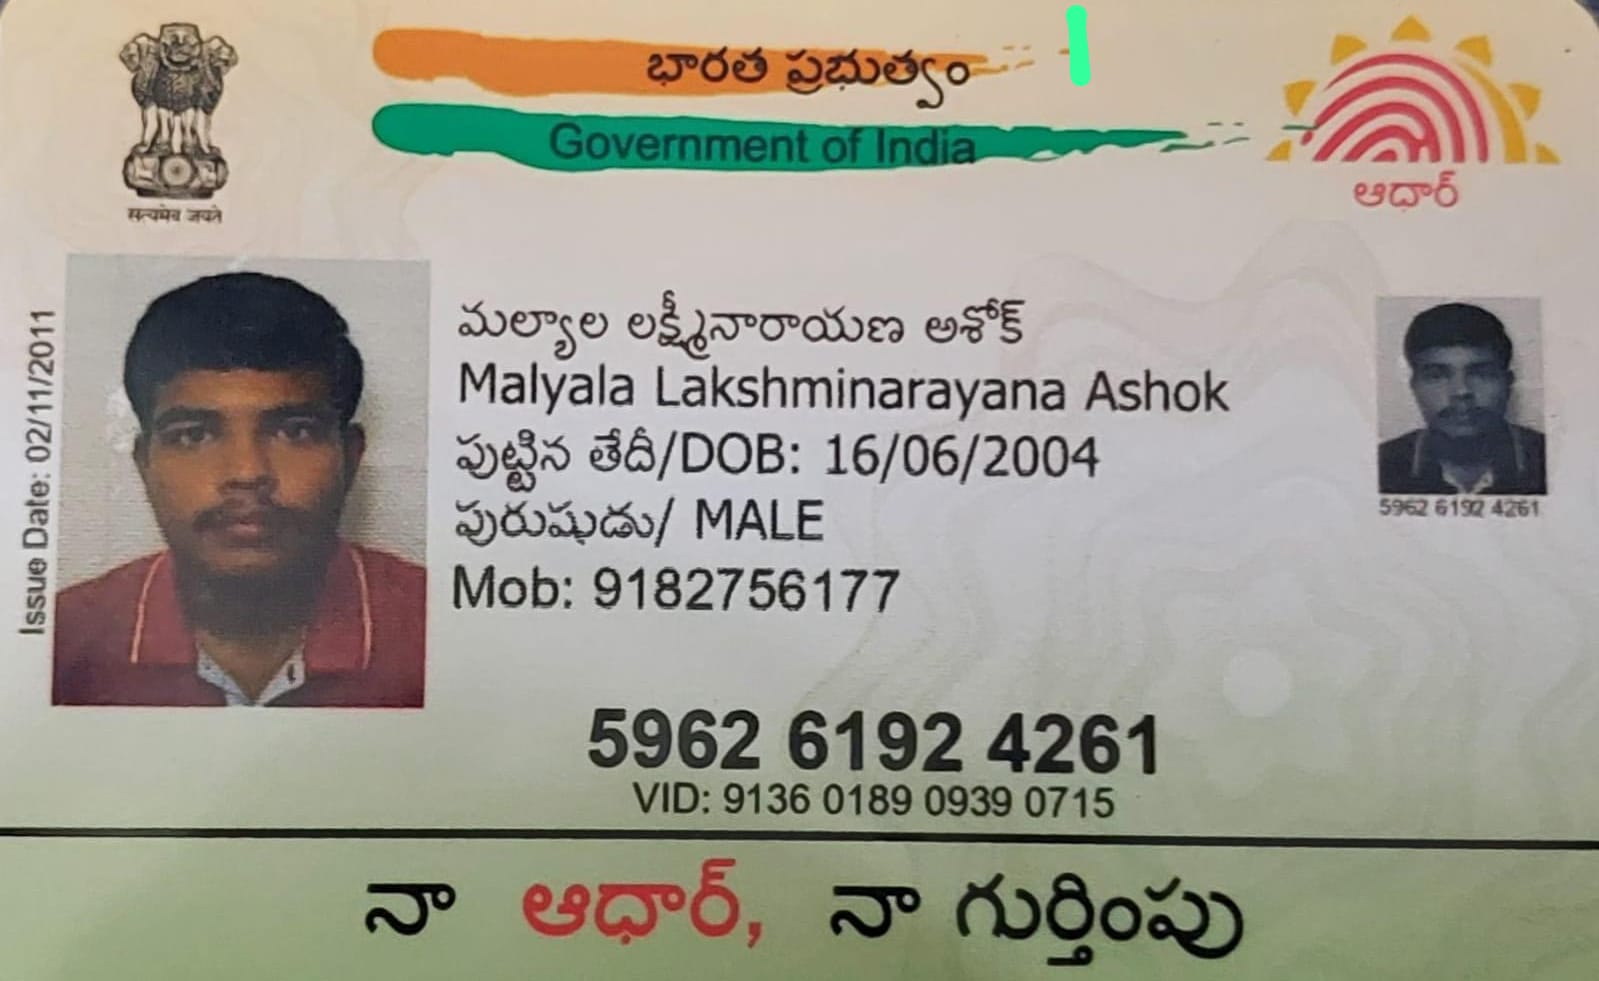 భారత ప్రభుత్వం
Government of India
सत्यमेव जयते
ఆధార్
Issue Date: 02/11/2011
మల్యాల లక్ష్మీనారాయణ అశోక్
Malyala Lakshminarayana Ashok
పుట్టిన తేదీ/DOB: 16/06/2004
పురుషుడు/ MALE
Mob: 9182756177
5962 6192 4261
5962 6192 4261
VID: 9136 0189 0939 0715
నా ఆధార్, నా గుర్తింపు